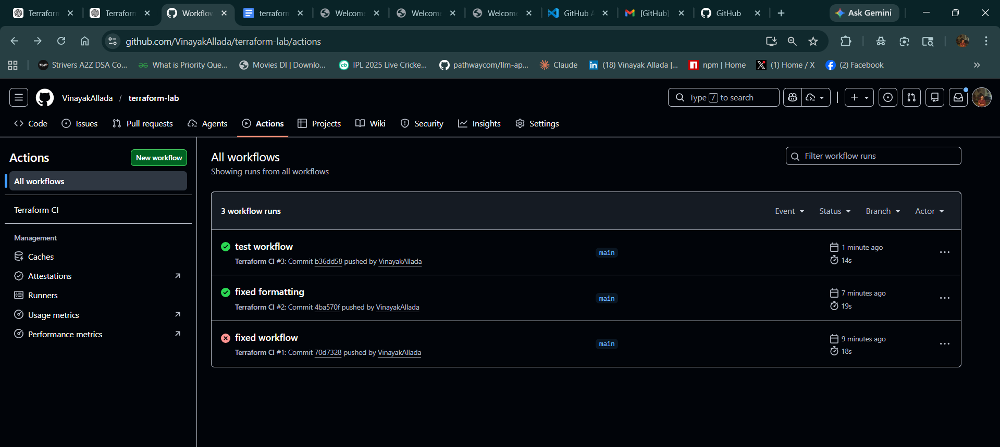 Terraform
Terraform
Workflow
terraform
Welcome
Welcome
Welcome
GitHub A
[GitHub]
GitHub
Ask Gemini
github.com/VinayakAllada/terraform-lab/actions
Strivers A2Z DSA Co...
What is Priority Que...
Movies DI | Downlo...
IPL 2025 Live Cricke...
pathwaycom/llm-ap...
Claude
(18) Vinayak Allada |...
npm | Home
(1) Home / X
(2) Facebook
VinayakAllada / terraform-lab
Type / to search
Code
Issues
Pull requests
Agents
Actions
Projects
Wiki
Security
Insights
Settings
Actions
New workflow
All workflows
Terraform CI
Management
Caches
Attestations
Runners
Usage metrics
Performance metrics
All workflows
Showing runs from all workflows
Filter workflow runs
3 workflow runs
Event
Status
Branch
Actor
test workflow
Terraform CI #3: Commit b36dd58 pushed by VinayakAllada
main
1 minute ago
14s
fixed formatting
Terraform CI #2: Commit 4ba570f pushed by VinayakAllada
main
7 minutes ago
19s
fixed workflow
Terraform CI #1: Commit 70d7328 pushed by VinayakAllada
main
9 minutes ago
18s